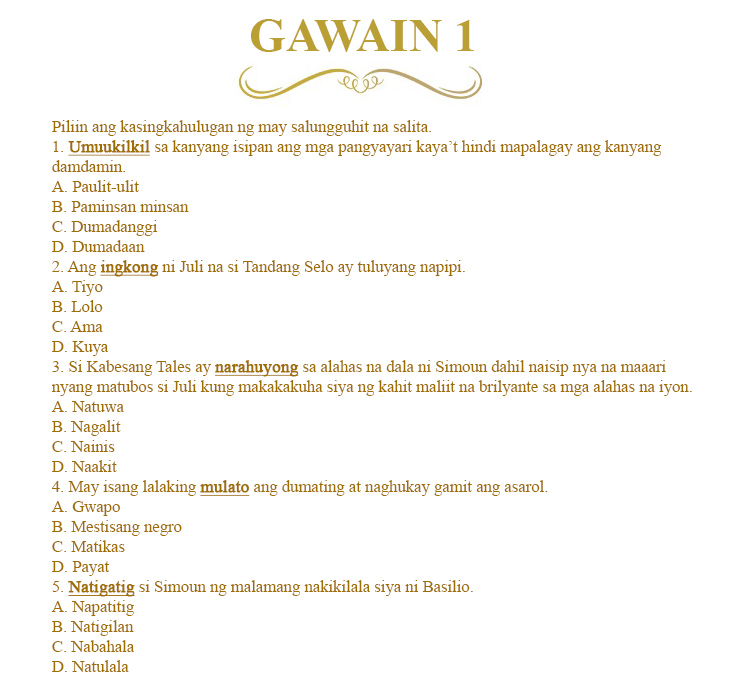 GAWAIN 1
Piliin ang kasingkahulugan ng may salungguhit na salita.
1. Umuukilkil sa kanyang isipan ang mga pangyayari kaya’t hindi mapalagay ang kanyang
damdamin.
A. Paulit-ulit
B. Paminsan minsan
C. Dumadanggi
D. Dumadaan
2. Ang ingkong ni Juli na si Tandang Selo ay tuluyang napipi.
A. Tiyo
B. Lolo
C. Ama
D. Kuya
3. Si Kabesang Tales ay narahuyong sa alahas na dala ni Simoun dahil naisip nya na maaari
nyang matubos si Juli kung makakakuha siya ng kahit maliit na brilyante sa mga alahas na iyon.
A. Natuwa
B. Nagalit
C. Nainis
D. Naakit
4. May isang lalaking mulato ang dumating at naghukay gamit ang asarol.
A. Gwapo
B. Mestisang negro
C. Matikas
D. Payat
5. Natigatig si Simoun ng malamang nakikilala siya ni Basilio.
A. Napatitig
B. Natigilan
C. Nabahala
D. Natulala